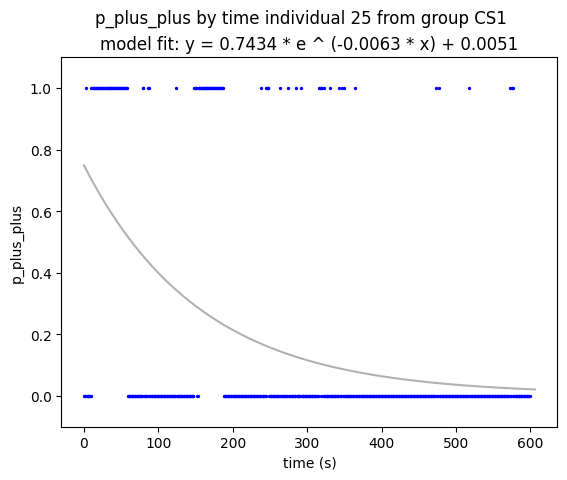 p_plus_plus by time individual 25 from group CS1
model fit: y = 0.7434 * e ^ (-0.0063 * x) + 0.0051
1.0
0.8
0.6
0.4
0.2
0.0
p_plus_plus
0 100 200 300 400 500 600
time (s)